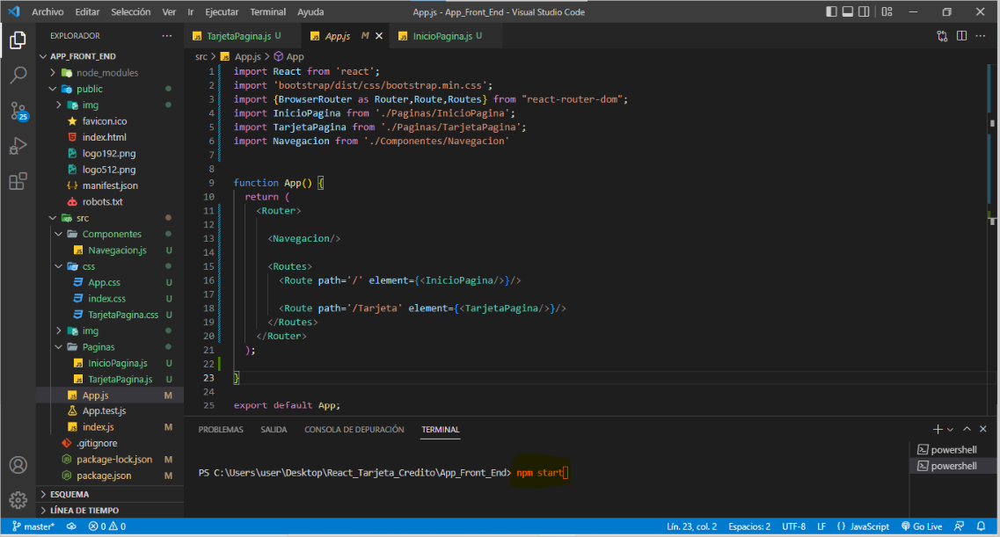 Archivo Editar Selección Ver Ir Ejecutar Terminal Ayuda App.js - App_Front_End - Visual Studio Code
EXPLORADOR ···
APP_FRONT_END
node_modules
public
img
favicon.ico
index.html
logo192.png
logo512.png
manifest.json
robots.txt
src
Componentes
Navegacion.js U
css
App.css U
index.css U
TarjetaPagina.css U
img
Paginas
InicioPagina.js U
TarjetaPagina.js U
App.js M
App.test.js
index.js M
.gitignore
package-lock.json M
package.json M
ESQUEMA
LÍNEA DE TIEMPO
25
TarjetaPagina.js U App.js M InicioPagina.js U
src > App.js > App
1 import React from 'react';
2 import 'bootstrap/dist/css/bootstrap.min.css';
3 import {BrowserRouter as Router,Route,Routes} from "react-router-dom";
4 import InicioPagina from './Paginas/InicioPagina';
5 import TarjetaPagina from './Paginas/TarjetaPagina';
6 import Navegacion from './Componentes/Navegacion'
7
8
9 function App() {
10 return (
11 <Router>
12
13 <Navegacion/>
14
15 <Routes>
16 <Route path='/' element={<InicioPagina/>}/>
17
18 <Route path='/Tarjeta' element={<TarjetaPagina/>}/>
19 </Routes>
20 </Router>
21 );
22
23 }
24
25 export default App;
PROBLEMAS SALIDA CONSOLA DE DEPURACIÓN TERMINAL
PS C:\Users\user\Desktop\React_Tarjeta_Credito\App_Front_End> npm start
powershell
powershell
master* 0 0 Lín. 23, col. 2 Espacios: 2 UTF-8 LF {} JavaScript Go Live